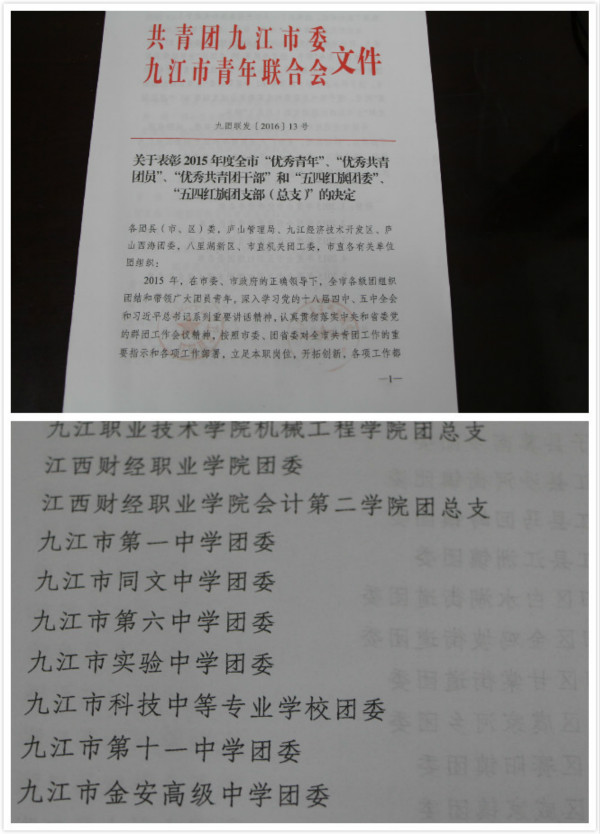 共青团九江市委
九江市青年联合会 文件
九团联发〔2016〕13号
关于表彰2015年度全市“优秀青年”、“优秀共青
团员”、“优秀共青团干部”和“五四红旗团委”、
“五四红旗团支部（总支）”的决定
各团县（市、区）委，庐山管理局、九江经济技术开发区、庐
山西海团委，八里湖新区、市直机关团工委，市直各有关单位
团组织：
2015年，在市委、市政府的正确领导下，全市各级团组织
团结和带领广大团员青年，深入学习党的十八届四中、五中全会
和习近平总书记系列重要讲话精神，认真贯彻落实中央和省委党
的群团工作会议精神，按照市委、团省委对全市共青团工作的重
要指示和各项工作部署，立足本职岗位，开拓创新，各项工作都
—1—
九江职业技术学院机械工程学院团总支
江西财经职业学院团委
江西财经职业学院会计第二学院团总支
九江市第一中学团委
九江市同文中学团委
九江市第六中学团委
九江市实验中学团委
九江市科技中等专业学校团委
九江市第十一中学团委
九江市金安高级中学团委